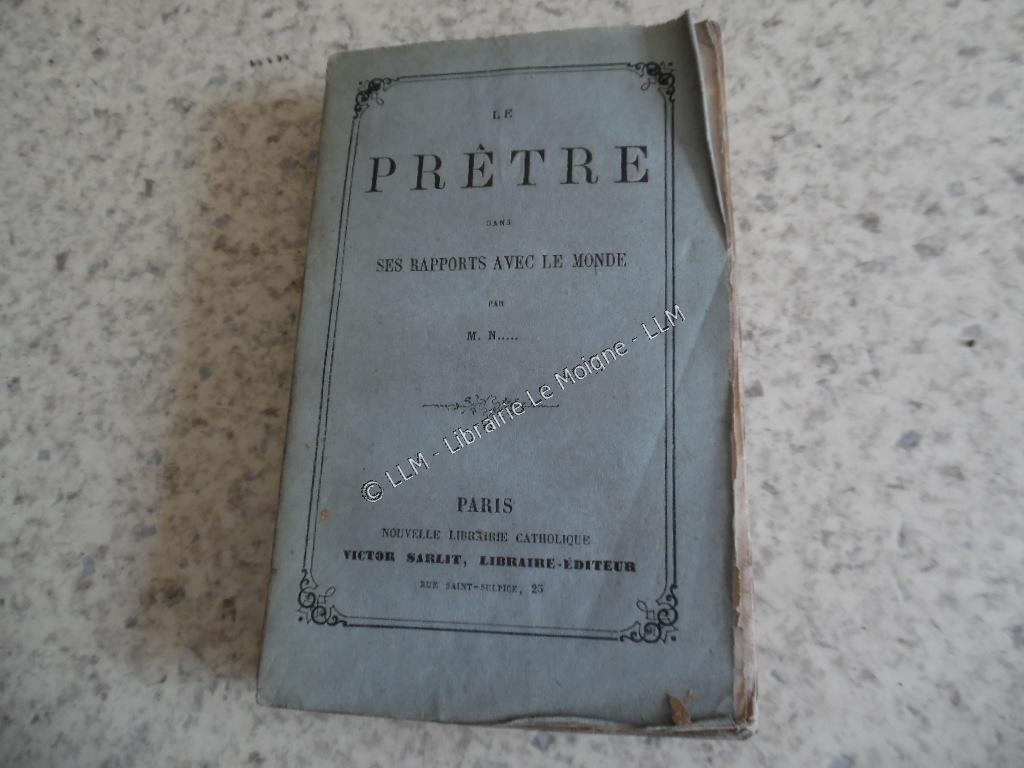 LE
PRÊTRE
DANS
SES RAPPORTS AVEC LE MONDE
PAR
M. N.....
© LLM - Librairie Le Moigne - LLM
PARIS
NOUVELLE LIBRAIRIE CATHOLIQUE
VICTOR SARLIT, LIBRAIRE-ÉDITEUR
RUE SAINT-SULPICE, 25